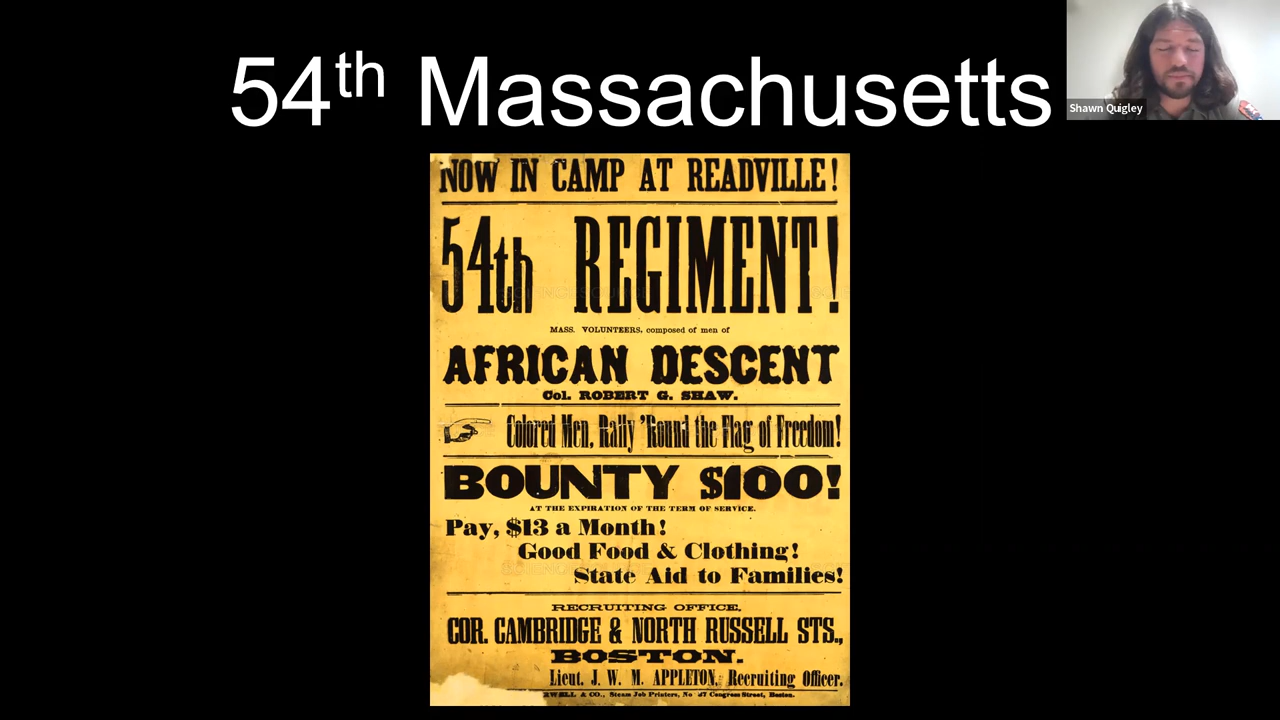 54th Massachusetts
Shawn Quigley
NOW IN CAMP AT READVILLE!
54th REGIMENT!
MASS. VOLUNTEERS, composed of men of
AFRICAN DESCENT
Col. ROBERT G. SHAW.
Colored Men, Rally 'Round the Flag of Freedom!
BOUNTY $100!
AT THE EXPIRATION OF THE TERM OF SERVICE.
Pay, $13 a Month!
Good Food & Clothing!
State Aid to Families!
RECRUITING OFFICE,
COR. CAMBRIDGE & NORTH RUSSELL STS.,
BOSTON.
Lieut. J. W. M. APPLETON, Recruiting Officer.
& CO., Steam Job Printers, No Congress Street, Boston.